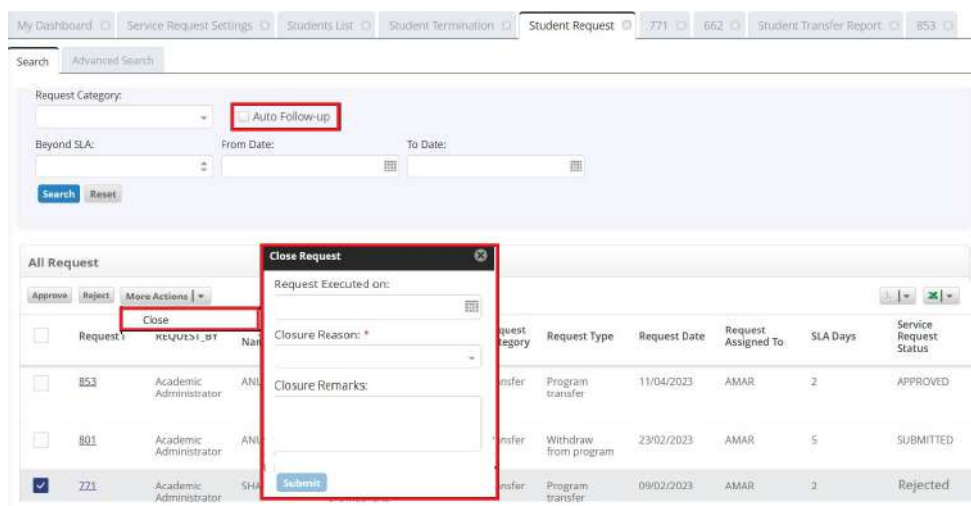 My Dashboard Service Request Settings Students List Student Termination Student Request 771 662 Student Transfer Report 853
Search Advanced Search
Request Category:
Auto Follow-up
Beyond SLA: From Date: To Date:
Search Reset
All Request
Approve Reject More Actions
Close
Request REQUEST_BY Request Type Request Date Request Assigned To SLA Days Service Request Status
853 Academic Administrator Program transfer 11/04/2023 AMAR 2 APPROVED
801 Academic Administrator Withdraw from program 23/02/2023 AMAR 5 SUBMITTED
771 Academic Administrator Program transfer 09/02/2023 AMAR 2 Rejected
Close Request
Request Executed on:
Closure Reason: *
Closure Remarks:
Submit